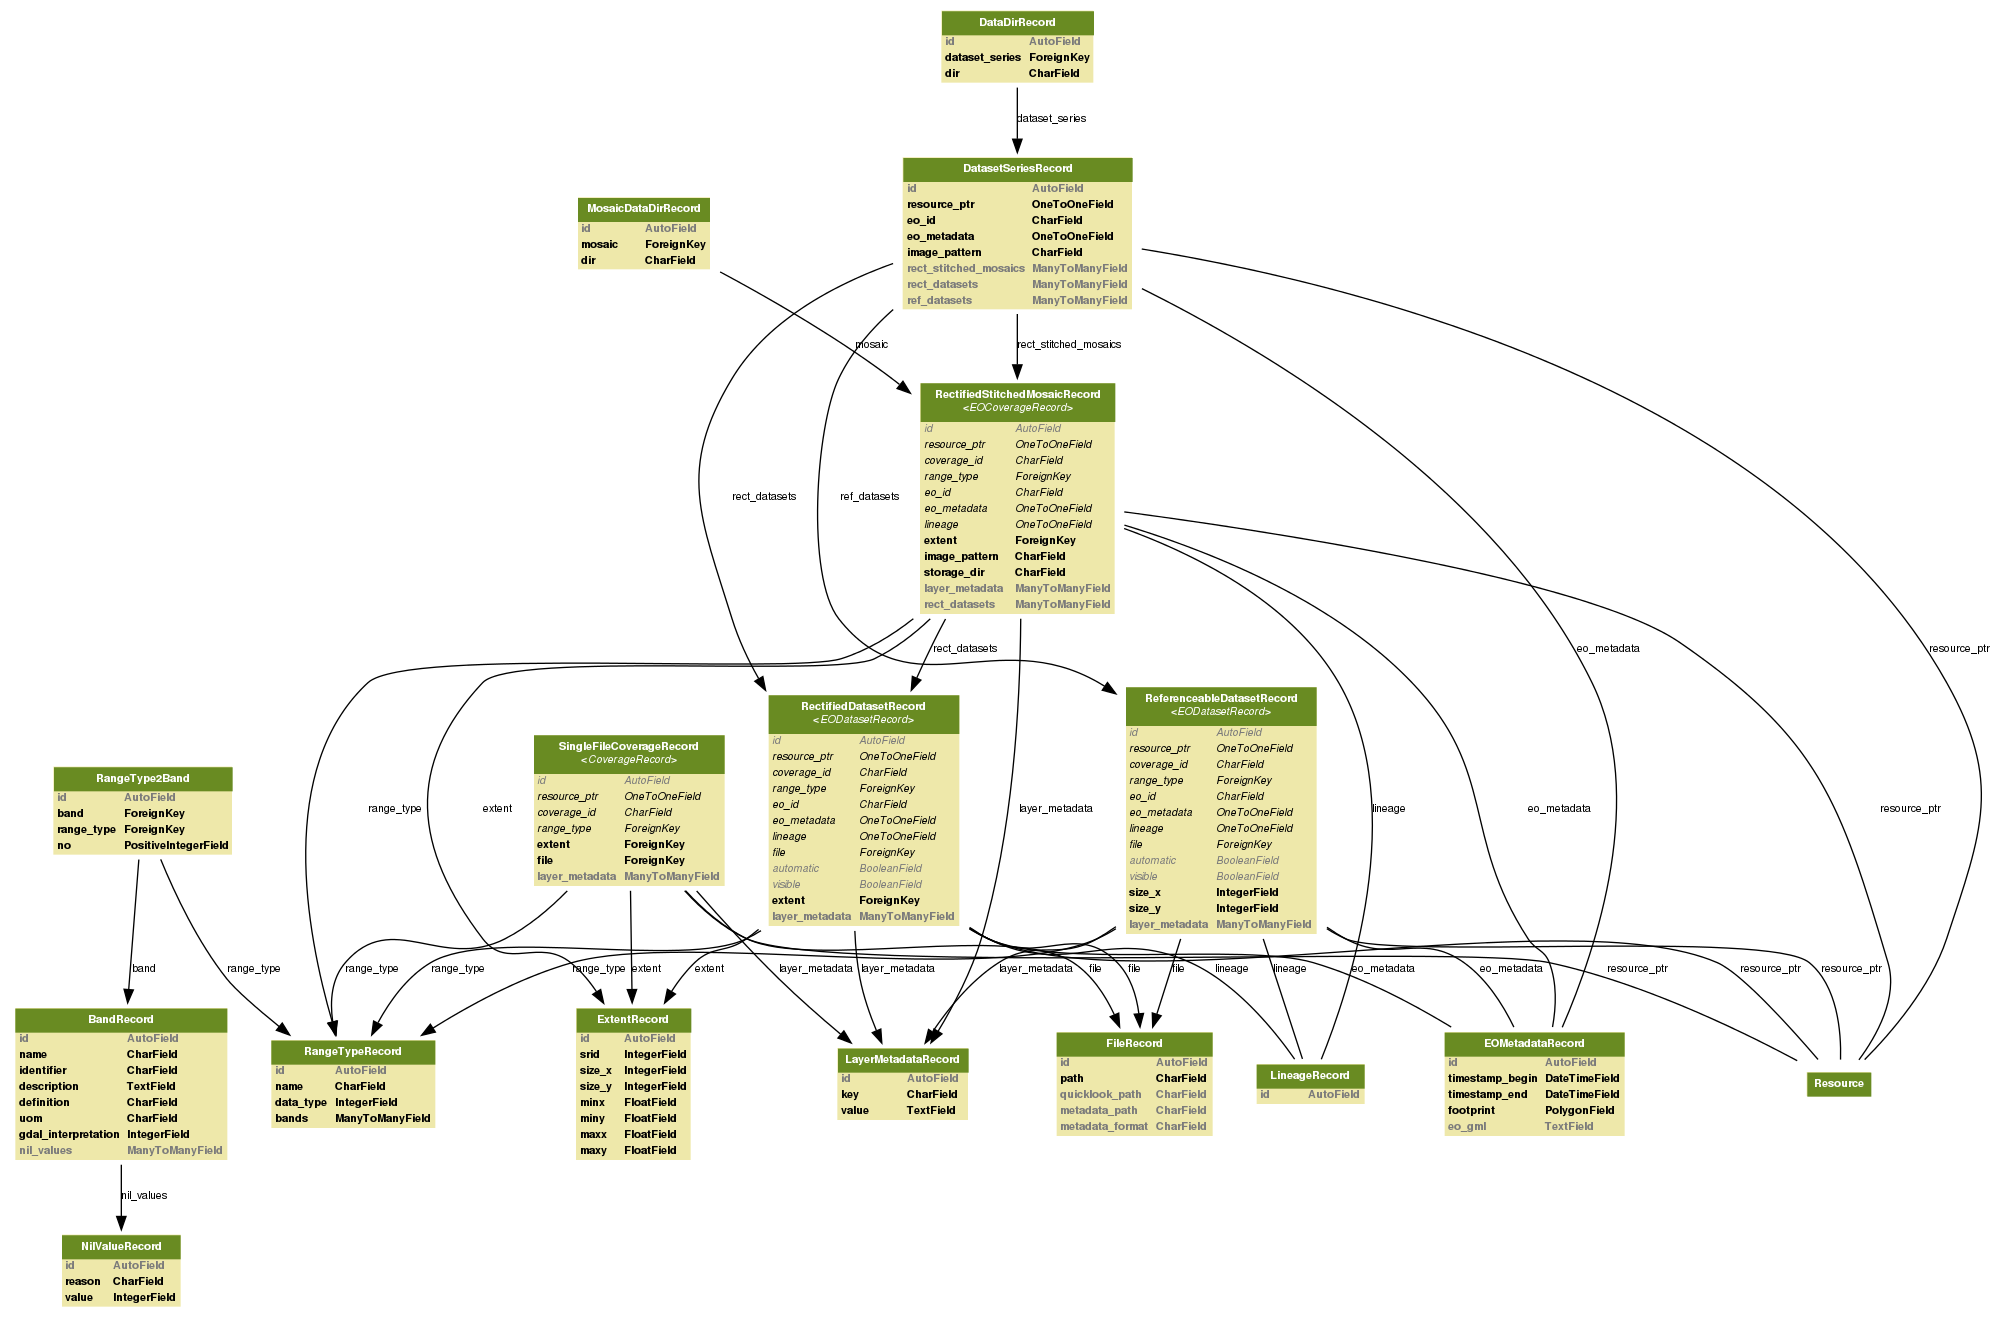 DataDirRecord
id AutoField
dataset_series ForeignKey
dir CharField
dataset_series
DatasetSeriesRecord
id AutoField
resource_ptr OneToOneField
eo_id CharField
eo_metadata OneToOneField
image_pattern CharField
rect_stitched_mosaics ManyToManyField
rect_datasets ManyToManyField
ref_datasets ManyToManyField
MosaicDataDirRecord
id AutoField
mosaic ForeignKey
dir CharField
mosaic
rect_stitched_mosaics
RectifiedStitchedMosaicRecord
<EOCoverageRecord>
id AutoField
resource_ptr OneToOneField
coverage_id CharField
range_type ForeignKey
eo_id CharField
eo_metadata OneToOneField
lineage OneToOneField
extent ForeignKey
image_pattern CharField
storage_dir CharField
layer_metadata ManyToManyField
rect_datasets ManyToManyField
rect_datasets
ref_datasets
rect_datasets
eo_metadata
resource_ptr
RectifiedDatasetRecord
<EODatasetRecord>
id AutoField
resource_ptr OneToOneField
coverage_id CharField
range_type ForeignKey
eo_id CharField
eo_metadata OneToOneField
lineage OneToOneField
file ForeignKey
automatic BooleanField
visible BooleanField
extent ForeignKey
layer_metadata ManyToManyField
ReferenceableDatasetRecord
<EODatasetRecord>
id AutoField
resource_ptr OneToOneField
coverage_id CharField
range_type ForeignKey
eo_id CharField
eo_metadata OneToOneField
lineage OneToOneField
file ForeignKey
automatic BooleanField
visible BooleanField
size_x IntegerField
size_y IntegerField
layer_metadata ManyToManyField
SingleFileCoverageRecord
<CoverageRecord>
id AutoField
resource_ptr OneToOneField
coverage_id CharField
range_type ForeignKey
extent ForeignKey
file ForeignKey
layer_metadata ManyToManyField
RangeType2Band
id AutoField
band ForeignKey
range_type ForeignKey
no PositiveIntegerField
range_type
extent
layer_metadata
lineage
eo_metadata
resource_ptr
band
range_type
range_type
range_type
range_type
extent
extent
layer_metadata
layer_metadata
layer_metadata
file
file
file
lineage
lineage
eo_metadata
eo_metadata
resource_ptr
resource_ptr
resource_ptr
BandRecord
id AutoField
name CharField
identifier CharField
description TextField
definition CharField
uom CharField
gdal_interpretation IntegerField
nil_values ManyToManyField
RangeTypeRecord
id AutoField
name CharField
data_type IntegerField
bands ManyToManyField
ExtentRecord
id AutoField
srid IntegerField
size_x IntegerField
size_y IntegerField
minx FloatField
miny FloatField
maxx FloatField
maxy FloatField
LayerMetadataRecord
id AutoField
key CharField
value TextField
FileRecord
id AutoField
path CharField
quicklook_path CharField
metadata_path CharField
metadata_format CharField
LineageRecord
id AutoField
EOMetadataRecord
id AutoField
timestamp_begin DateTimeField
timestamp_end DateTimeField
footprint PolygonField
eo_gml TextField
Resource
nil_values
NilValueRecord
id AutoField
reason CharField
value IntegerField